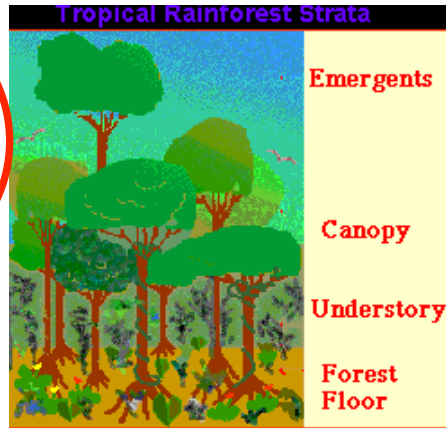 Tropical Rainforest Strata
Emergents
Canopy
Understory
Forest
Floor